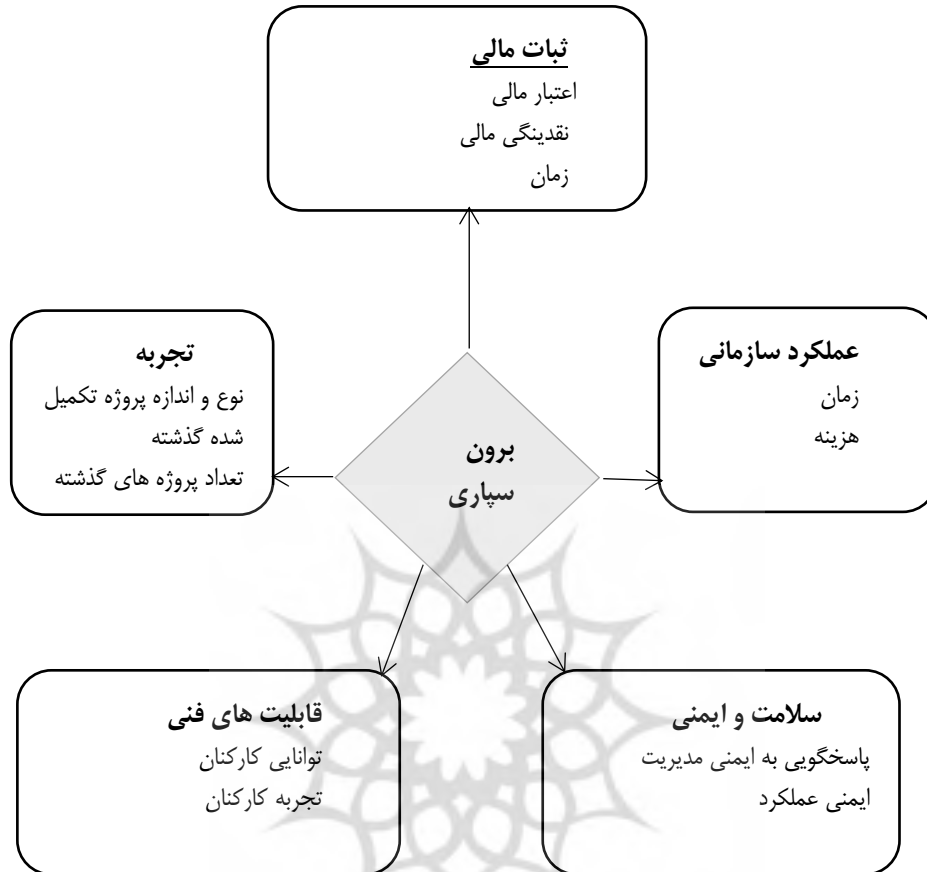 ثبات مالی
اعتبار مالی
نقدینگی مالی
زمان
عملکرد سازمانی
زمان
هزینه
تجربه
نوع و اندازه پروژه تکمیل
شده گذشته
تعداد پروژه های گذشته
برون
سپاری
سلامت و ایمنی
پاسخگویی به ایمنی مدیریت
ایمنی عملکرد
قابلیت های فنی
توانایی کارکنان
تجربه کارکنان